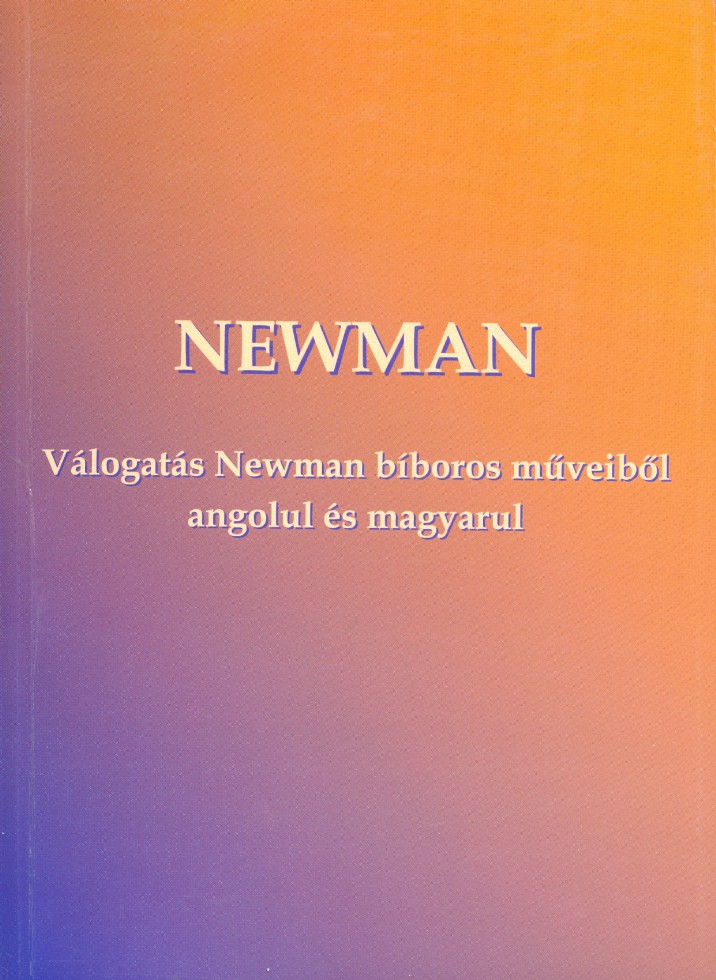 NEWMAN
Válogatás Newman bíboros műveiből
angolul és magyarul